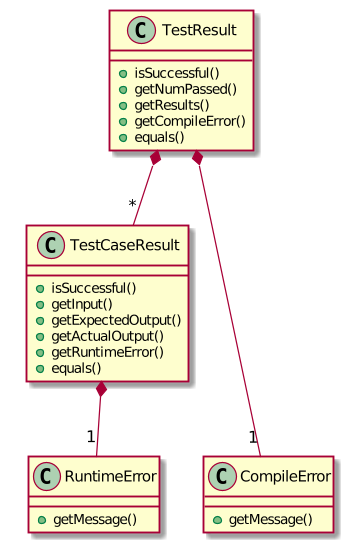 C TestResult
isSuccessful()
getNumPassed()
getResults()
getCompileError()
equals()
*
C TestCaseResult
isSuccessful()
getInput()
getExpectedOutput()
getActualOutput()
getRuntimeError()
equals()
1
1
C RuntimeError
getMessage()
C CompileError
getMessage()